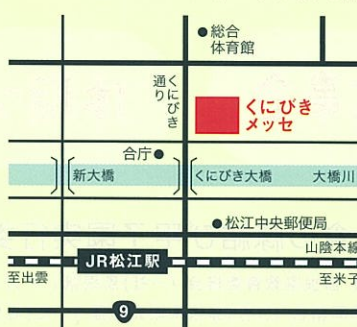 総合
体育館
くにびき
通り
くにびき
メッセ
合庁
新大橋
くにびき大橋
大橋川
松江中央郵便局
山陰本線
JR松江駅
至出雲
至米子
9